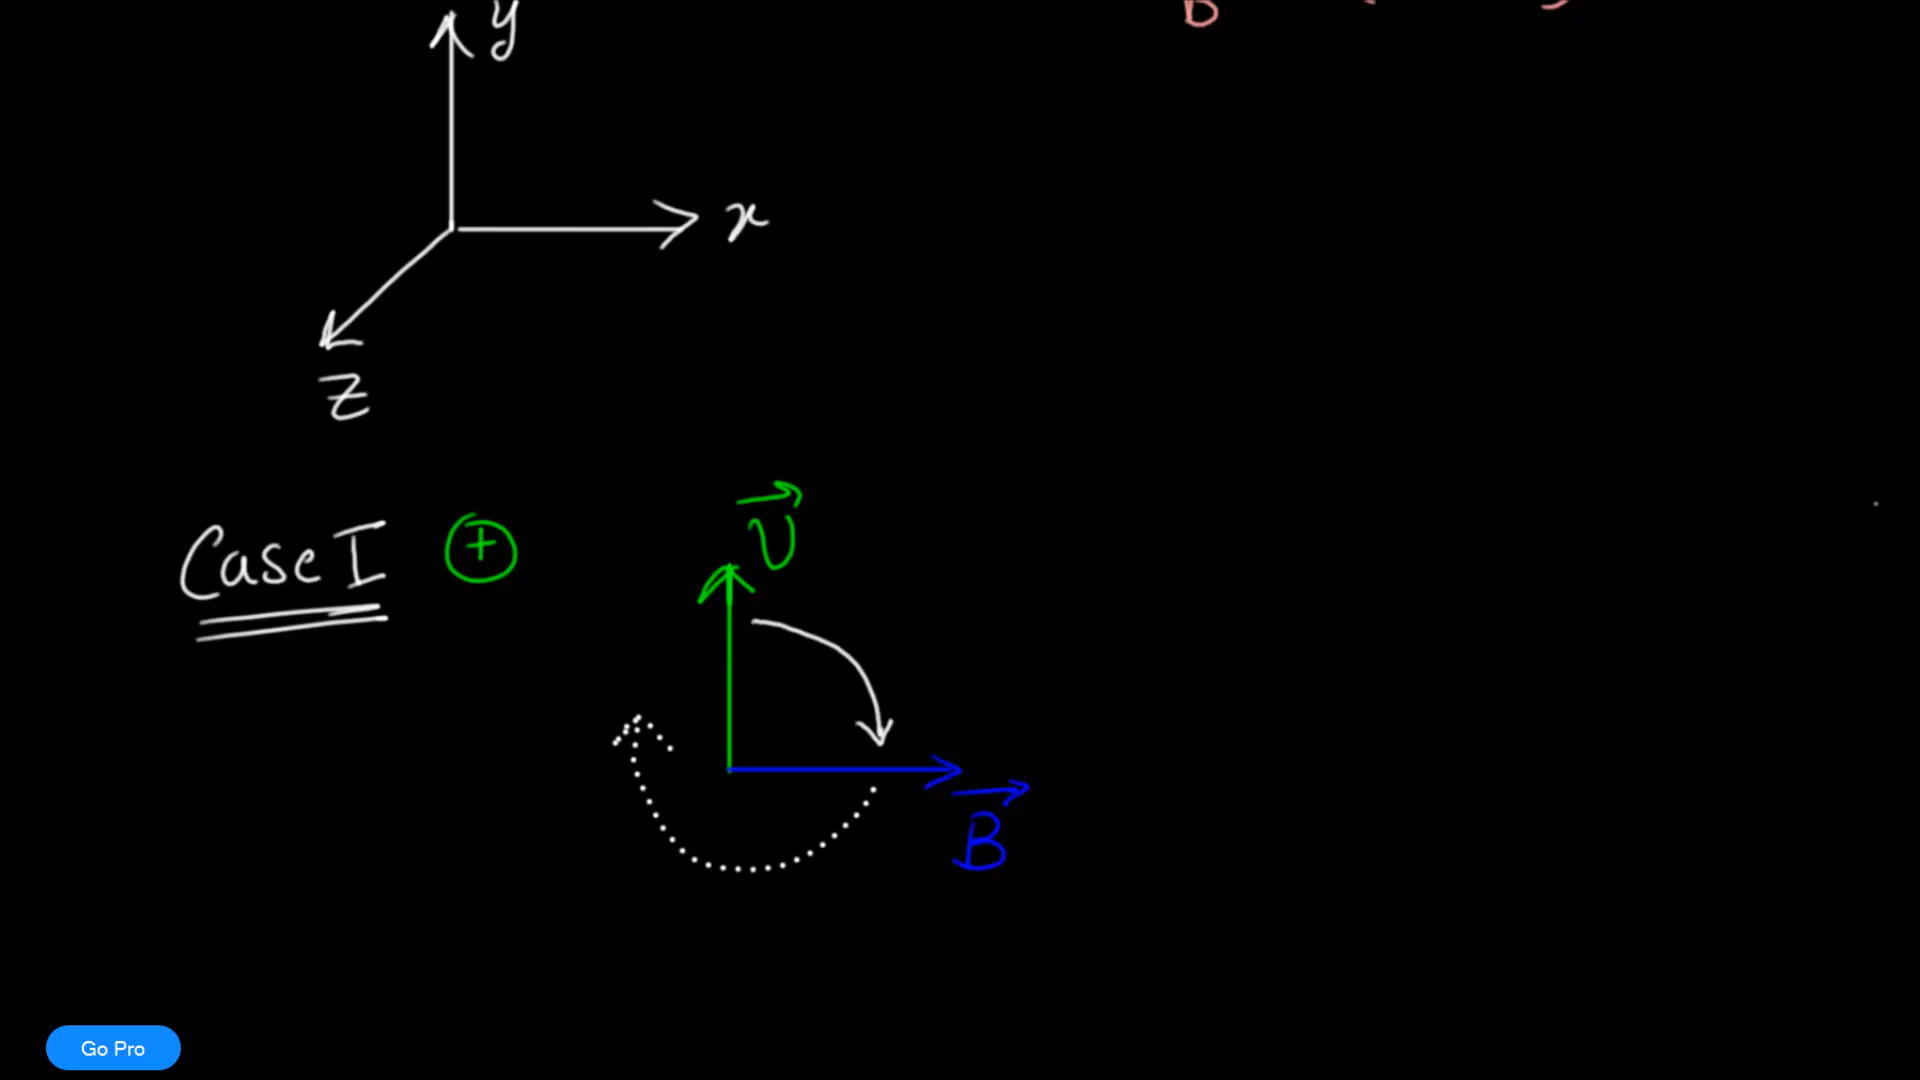 y
B
x
z
Case I ⊕
v⃗
B⃗
Go Pro